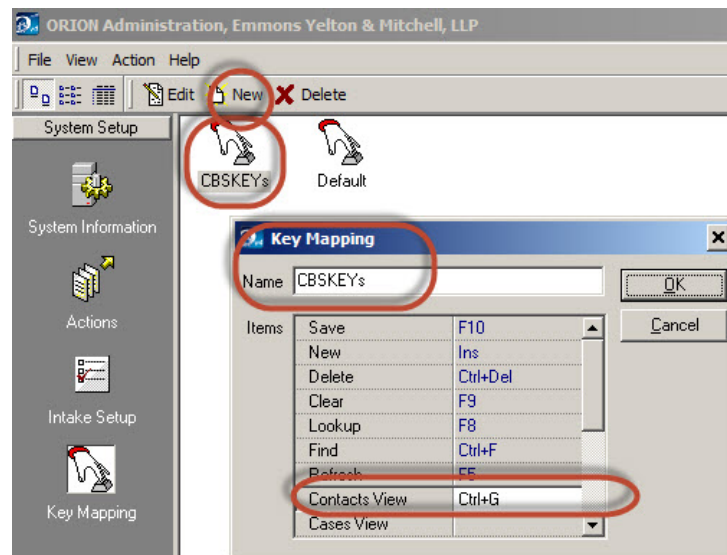 ORION Administration, Emmons Yelton & Mitchell, LLP
File View Action Help
Edit New Delete
System Setup
System Information
Actions
Intake Setup
Key Mapping
CBSKEYs
Default
Key Mapping
Name CBSKEYs
OK
Cancel
Items
Save F10
New Ins
Delete Ctrl+Del
Clear F9
Lookup F8
Find Ctrl+F
Refresh F5
Contacts View Ctrl+G
Cases View